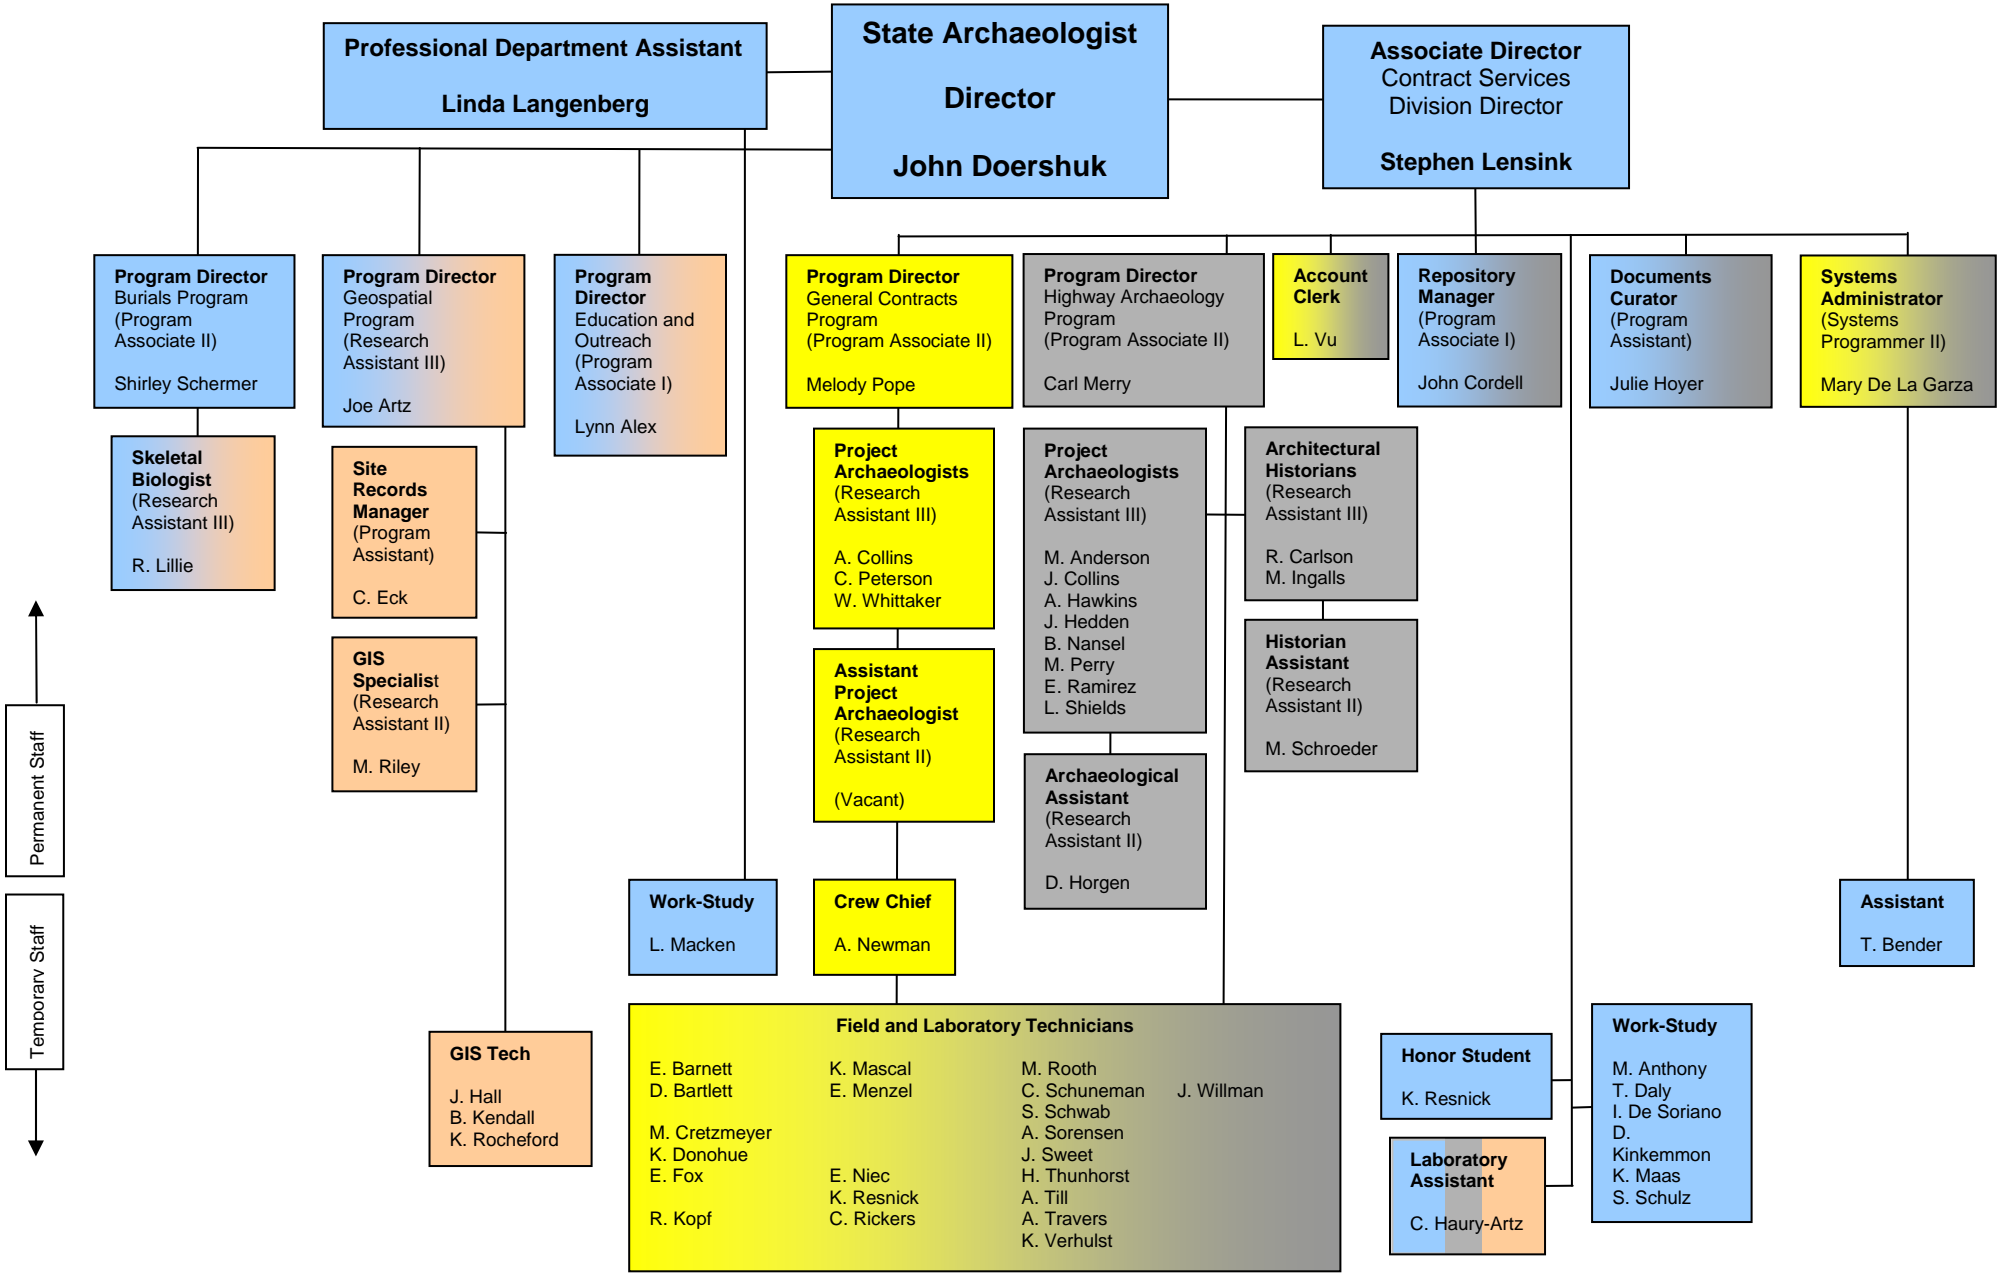 Professional Department Assistant
Linda Langenberg
State Archaeologist
Director
John Doershuk
Associate Director
Contract Services
Division Director
Stephen Lensink
Program Director
Burials Program
(Program
Associate II)
Shirley Schermer
Program Director
Geospatial
Program
(Research
Assistant III)
Joe Artz
Program
Director
Education and
Outreach
(Program
Associate I)
Lynn Alex
Program Director
General Contracts
Program
(Program Associate II)
Melody Pope
Program Director
Highway Archaeology
Program
(Program Associate II)
Carl Merry
Account
Clerk
L. Vu
Repository
Manager
(Program
Associate I)
John Cordell
Documents
Curator
(Program
Assistant)
Julie Hoyer
Systems
Administrator
(Systems
Programmer II)
Mary De La Garza
Skeletal
Biologist
(Research
Assistant III)
R. Lillie
Site
Records
Manager
(Program
Assistant)
C. Eck
GIS
Specialist
(Research
Assistant II)
M. Riley
Project
Archaeologists
(Research
Assistant III)
A. Collins
C. Peterson
W. Whittaker
Assistant
Project
Archaeologist
(Research
Assistant II)
(Vacant)
Project
Archaeologists
(Research
Assistant III)
M. Anderson
J. Collins
A. Hawkins
J. Hedden
B. Nansel
M. Perry
E. Ramirez
L. Shields
Archaeological
Assistant
(Research
Assistant II)
D. Horgen
Architectural
Historians
(Research
Assistant III)
R. Carlson
M. Ingalls
Historian
Assistant
(Research
Assistant II)
M. Schroeder
Permanent Staff
Temporary Staff
Work-Study
L. Macken
Crew Chief
A. Newman
Assistant
T. Bender
GIS Tech
J. Hall
B. Kendall
K. Rocheford
Field and Laboratory Technicians
E. Barnett
D. Bartlett
M. Cretzmeyer
K. Donohue
E. Fox
R. Kopf
K. Mascal
E. Menzel
E. Niec
K. Resnick
C. Rickers
M. Rooth
C. Schuneman
S. Schwab
A. Sorensen
J. Sweet
H. Thunhorst
A. Till
A. Travers
K. Verhulst
J. Willman
Honor Student
K. Resnick
Laboratory
Assistant
C. Haury-Artz
Work-Study
M. Anthony
T. Daly
I. De Soriano
D.
Kinkemmon
K. Maas
S. Schulz